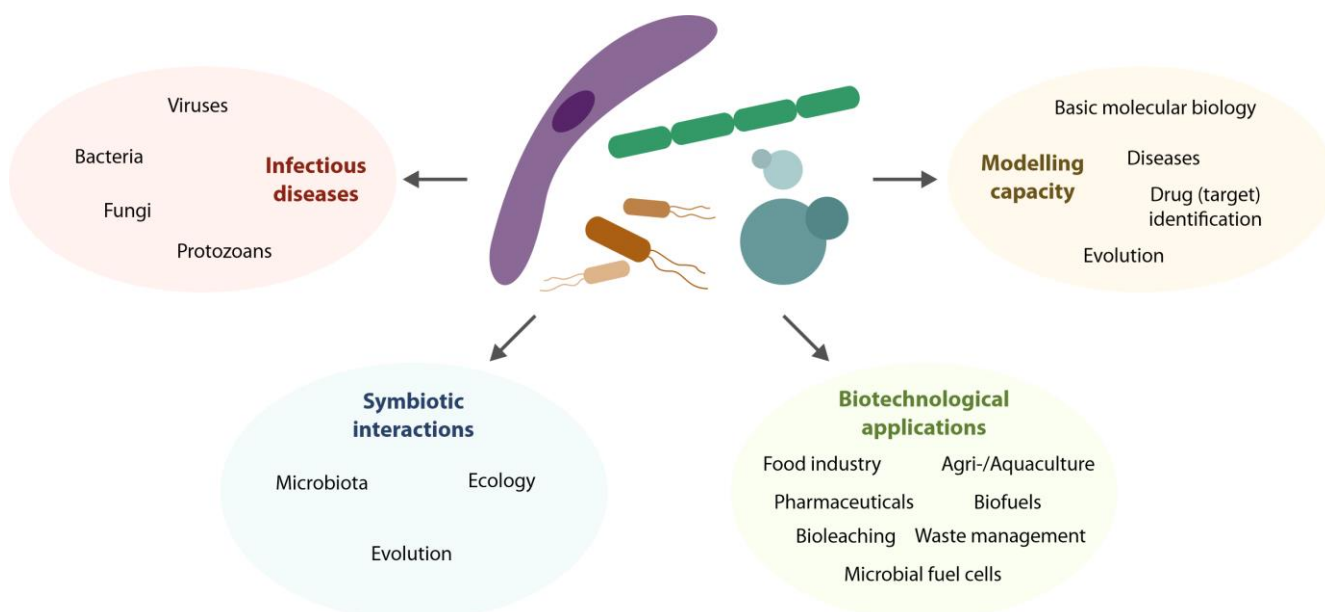 Viruses
Bacteria
Infectious
diseases
Fungi
Protozoans
Basic molecular biology
Modelling
capacity
Diseases
Drug (target)
identification
Evolution
Symbiotic
interactions
Microbiota
Ecology
Evolution
Biotechnological
applications
Food industry
Agri-/Aquaculture
Pharmaceuticals
Biofuels
Bioleaching
Waste management
Microbial fuel cells